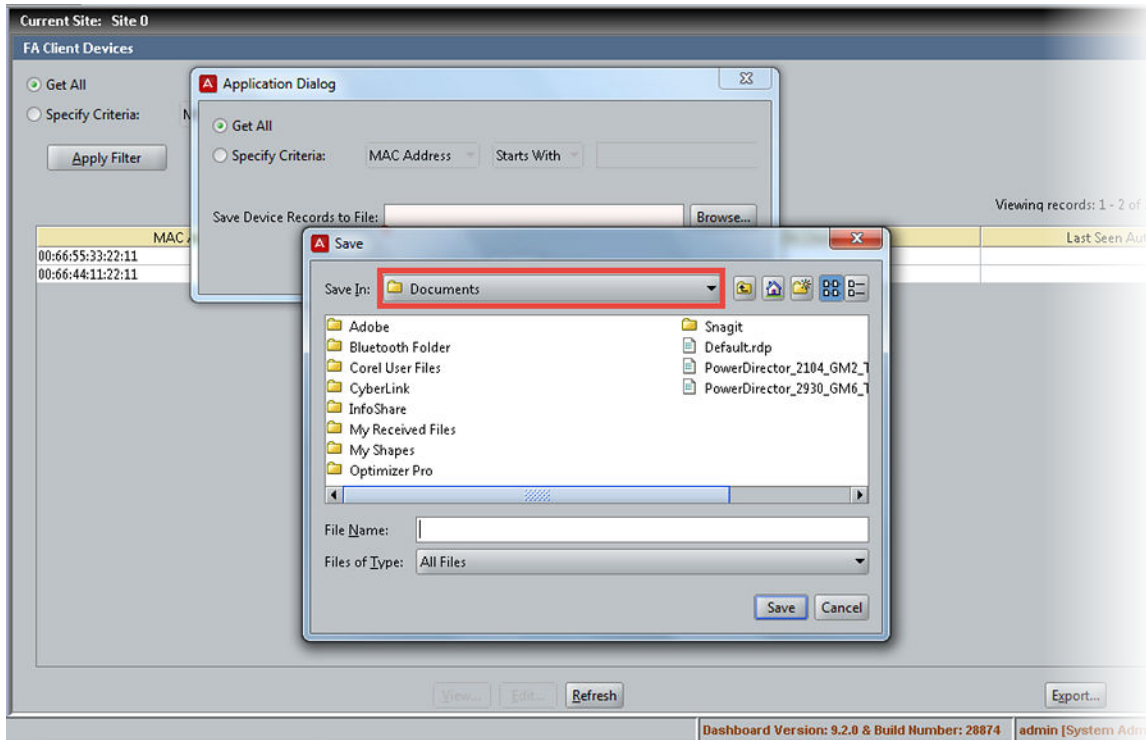 Current Site: Site 0
FA Client Devices
Get All
Specify Criteria:
Apply Filter
Viewing records: 1 - 2 of
MAC
Last Seen
00:66:55:33:22:11
00:66:44:11:22:11
Application Dialog
Get All
Specify Criteria: MAC Address Starts With
Save Device Records to File: Browse...
Save
Save In: Documents
Adobe
Bluetooth Folder
Corel User Files
CyberLink
InfoShare
My Received Files
My Shapes
Optimizer Pro
Snagit
Default.rdp
PowerDirector_2104_GM2_T
PowerDirector_2930_GM6_T
File Name:
Files of Type: All Files
Save Cancel
View... Edit... Refresh Export...
Dashboard Version: 9.2.0 & Build Number: 28874 admin [System Adm